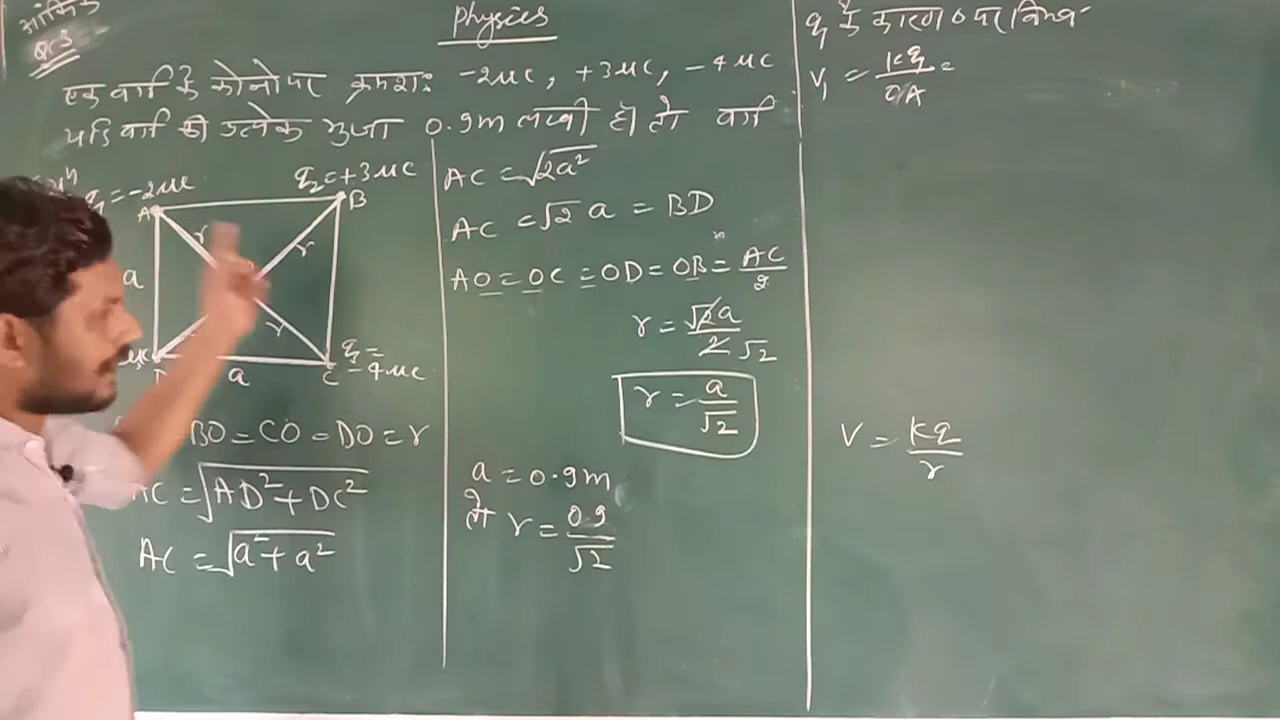 आंकिक
Q.3
Physics
एक वर्ग के कोनो पर क्रमशः -2μC, +3μC, -4μC
यदि वर्ग की प्रत्येक भुजा 0.9m लम्बी हो तो वर्ग
q₁=-2μC
q₂=+3μC
A
B
r
r
a
r
μC
D
a
C
q₃=
-4μC
BO=CO=DO=r
AC=√(AD²+DC²)
AC=√(a²+a²)
AC=√(2a²)
AC=√2 a = BD
AO=OC=OD=OB=AC/2
r=√2a/2 √2
r=a/√2
a=0.9m
तो r=0.9/√2
q₁ के कारण O पर विभव
V₁=Kq/OA=
V=Kq/r